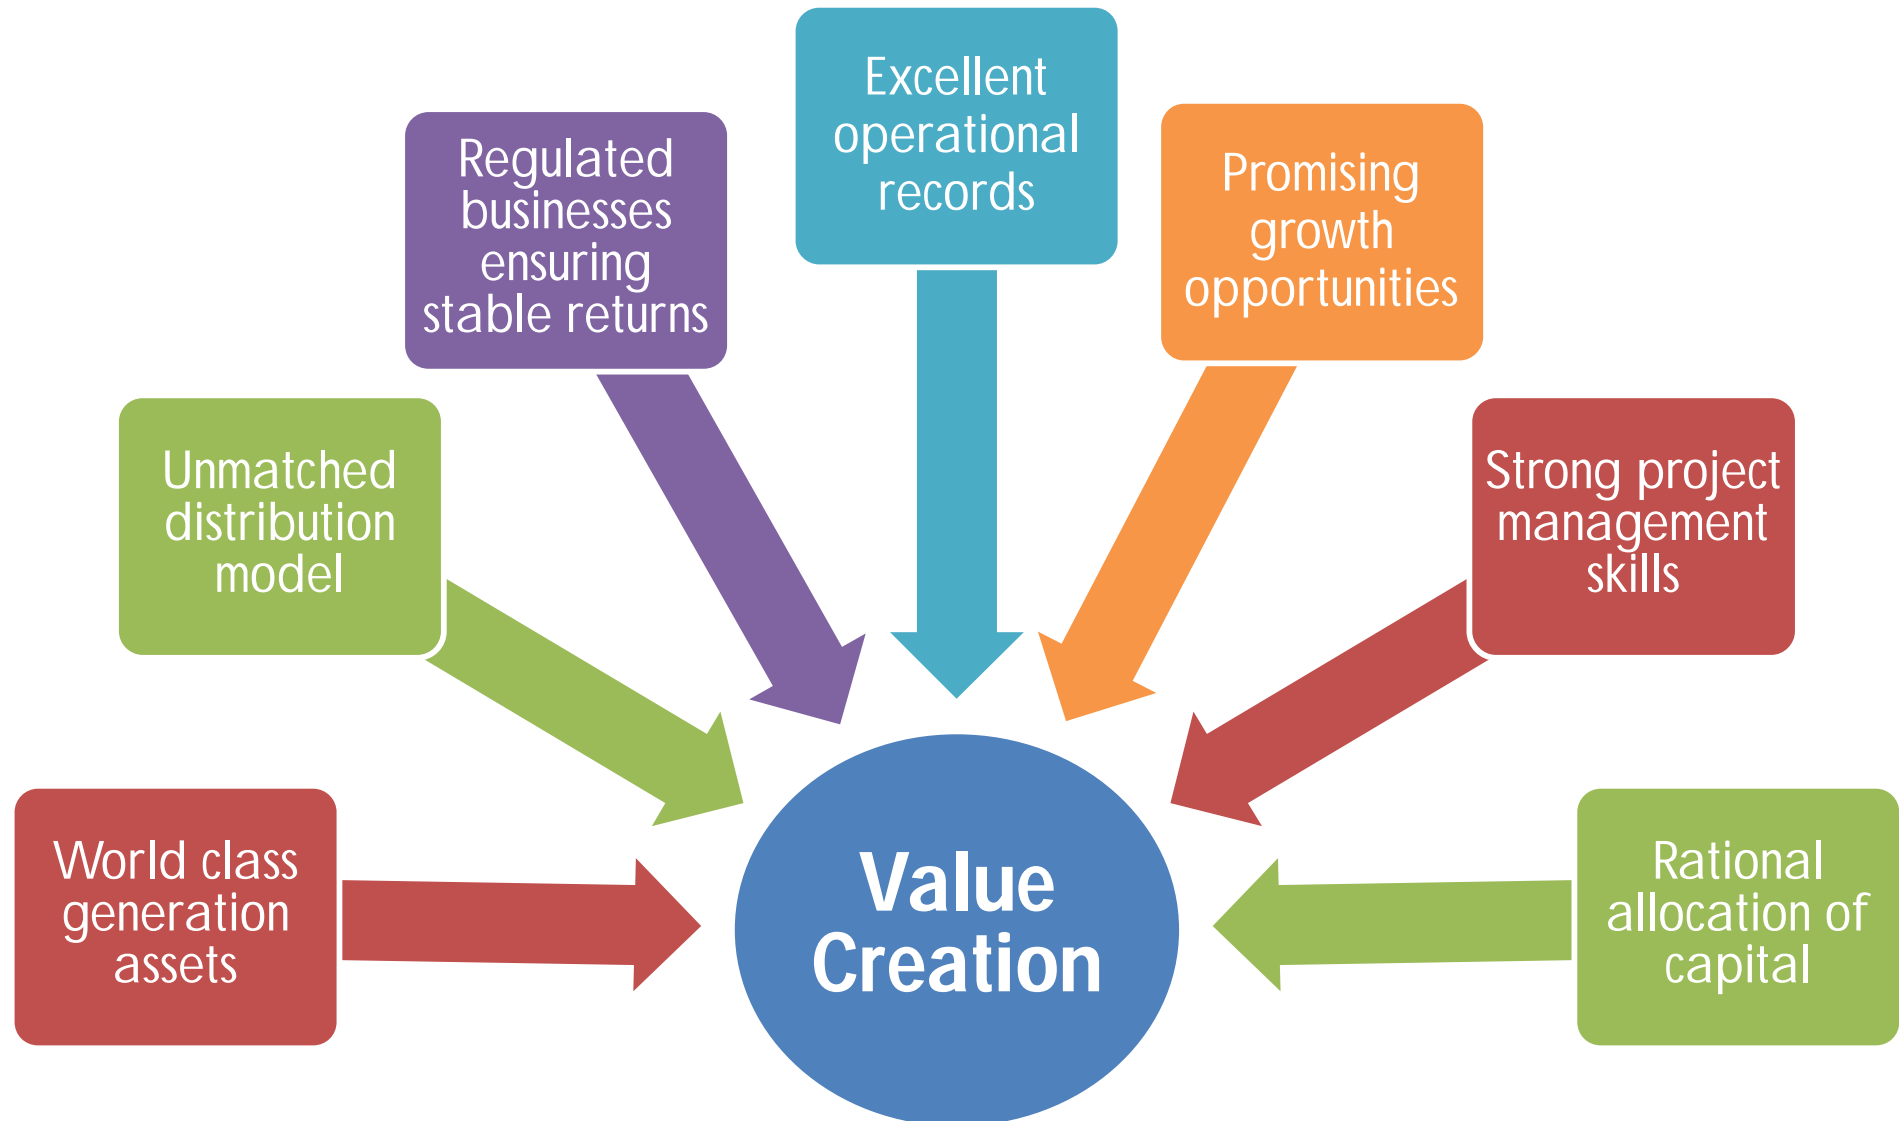 Excellent
operational
records
Regulated
businesses
ensuring
stable returns
Promising
growth
opportunities
Unmatched
distribution
model
Strong project
management
skills
World class
generation
assets
Value
Creation
Rational
allocation of
capital